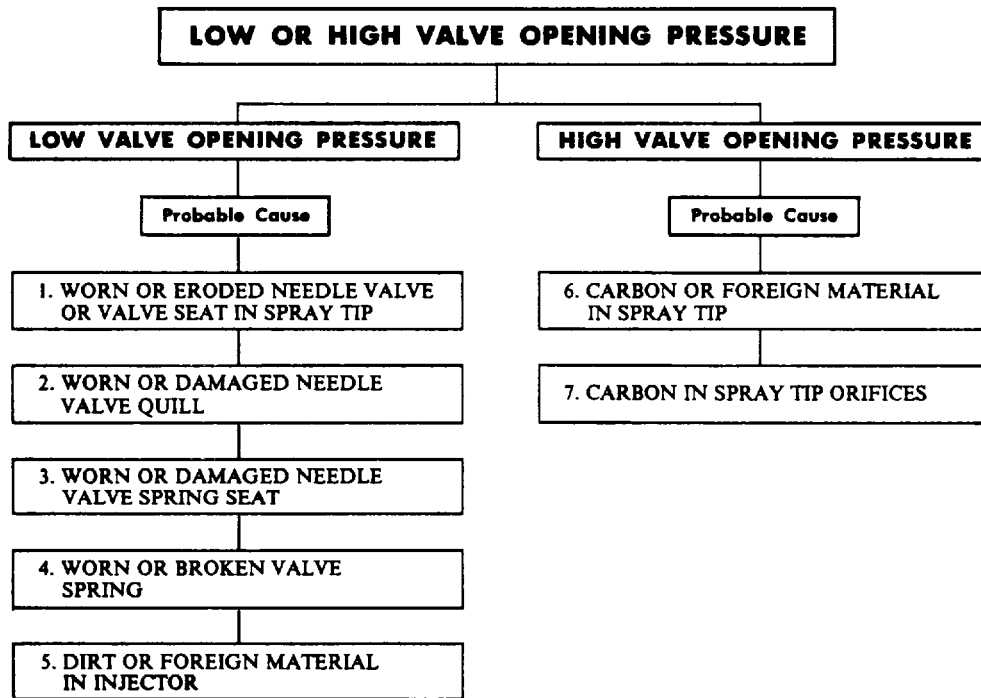 LOW OR HIGH VALVE OPENING PRESSURE
LOW VALVE OPENING PRESSURE
Probable Cause
1. WORN OR ERODED NEEDLE VALVE
OR VALVE SEAT IN SPRAY TIP
2. WORN OR DAMAGED NEEDLE
VALVE QUILL
3. WORN OR DAMAGED NEEDLE
VALVE SPRING SEAT
4. WORN OR BROKEN VALVE
SPRING
5. DIRT OR FOREIGN MATERIAL
IN INJECTOR
HIGH VALVE OPENING PRESSURE
Probable Cause
6. CARBON OR FOREIGN MATERIAL
IN SPRAY TIP
7. CARBON IN SPRAY TIP ORIFICES